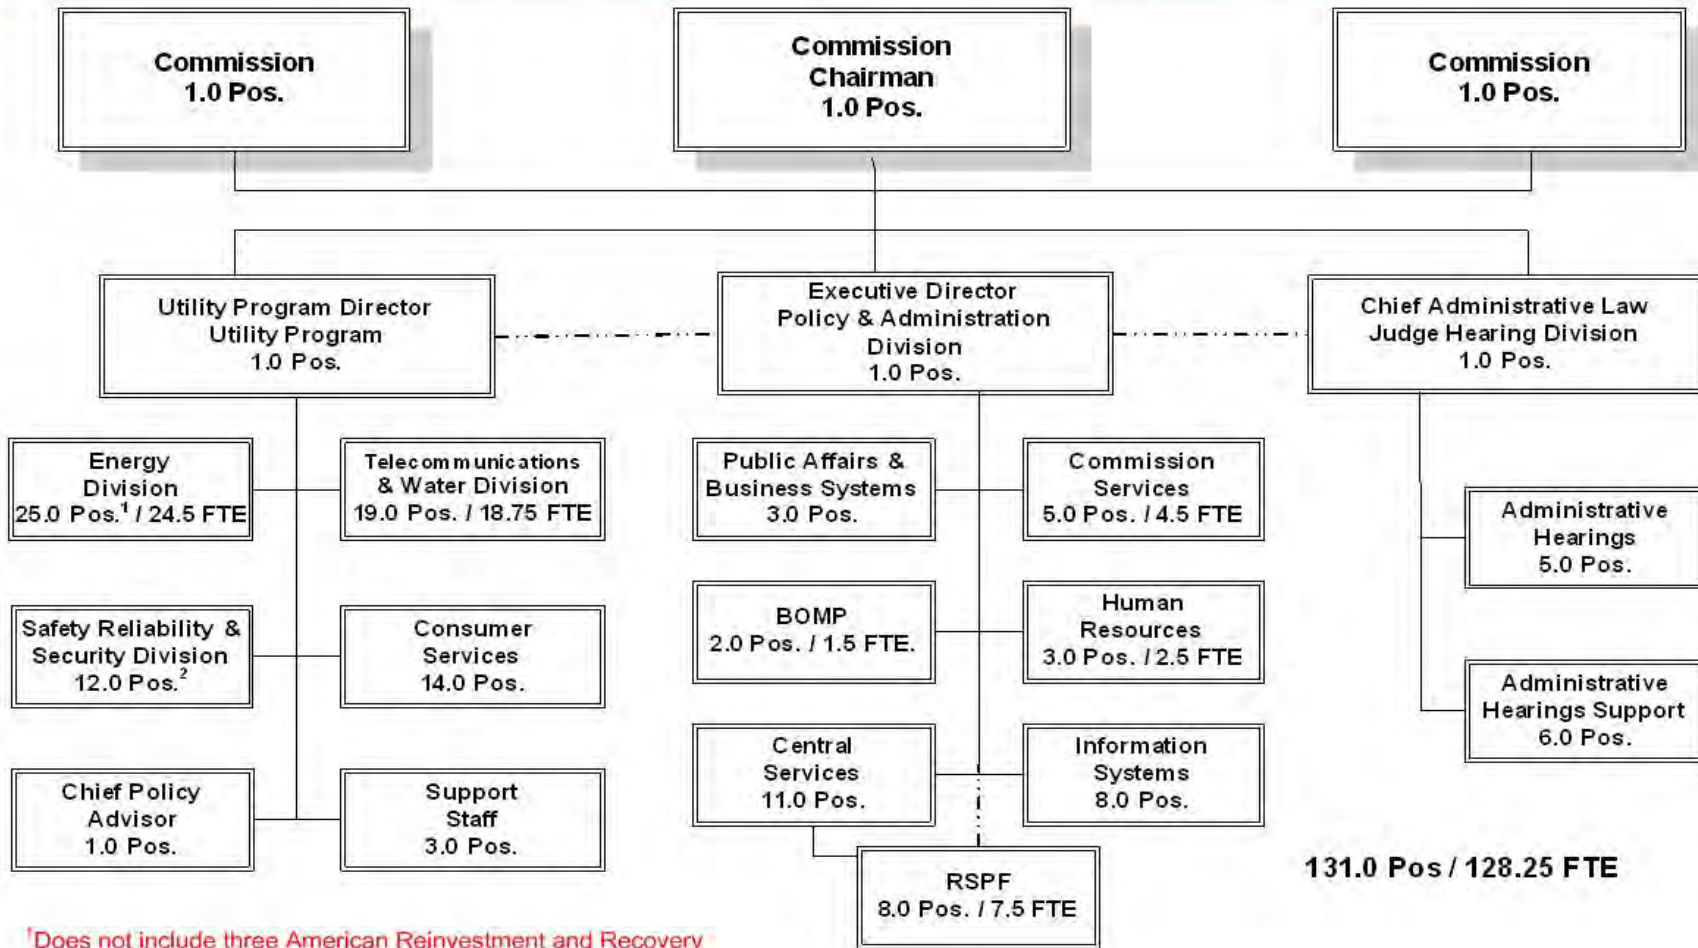 Commission
1.0 Pos.
Commission
Chairman
1.0 Pos.
Commission
1.0 Pos.
Utility Program Director
Utility Program
1.0 Pos.
Executive Director
Policy & Administration
Division
1.0 Pos.
Chief Administrative Law
Judge Hearing Division
1.0 Pos.
Energy
Division
25.0 Pos.¹ / 24.5 FTE
Telecommunications
& Water Division
19.0 Pos. / 18.75 FTE
Safety Reliability &
Security Division
12.0 Pos.²
Consumer
Services
14.0 Pos.
Chief Policy
Advisor
1.0 Pos.
Support
Staff
3.0 Pos.
Public Affairs &
Business Systems
3.0 Pos.
Commission
Services
5.0 Pos. / 4.5 FTE
BOMP
2.0 Pos. / 1.5 FTE.
Human
Resources
3.0 Pos. / 2.5 FTE
Central
Services
11.0 Pos.
Information
Systems
8.0 Pos.
RSPF
8.0 Pos. / 7.5 FTE
Administrative
Hearings
5.0 Pos.
Administrative
Hearings Support
6.0 Pos.
131.0 Pos / 128.25 FTE
¹Does not include three American Reinvestment and Recovery